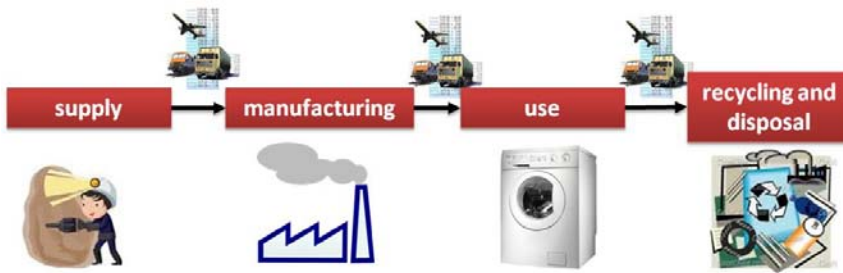 supply
manufacturing
use
recycling and
disposal